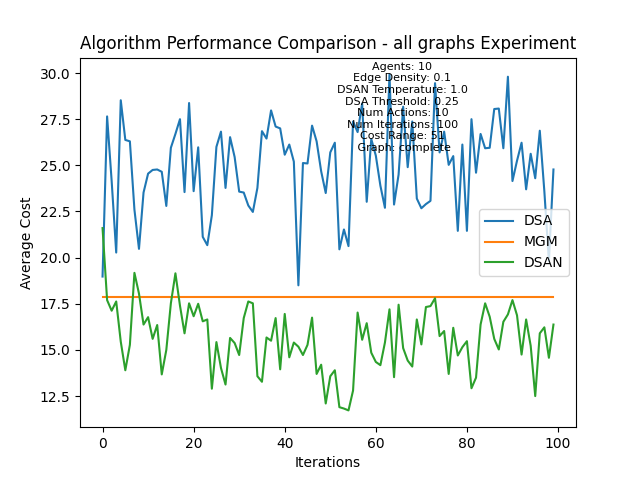 Algorithm Performance Comparison - all graphs Experiment
Agents: 10
Edge Density: 0.1
DSAN Temperature: 1.0
DSA Threshold: 0.25
Num Actions: 10
Num Iterations: 100
Cost Range: 51
Graph: complete
30.0
27.5
25.0
22.5
20.0
17.5
15.0
12.5
Average Cost
DSA
MGM
DSAN
0
20
40
60
80
100
Iterations